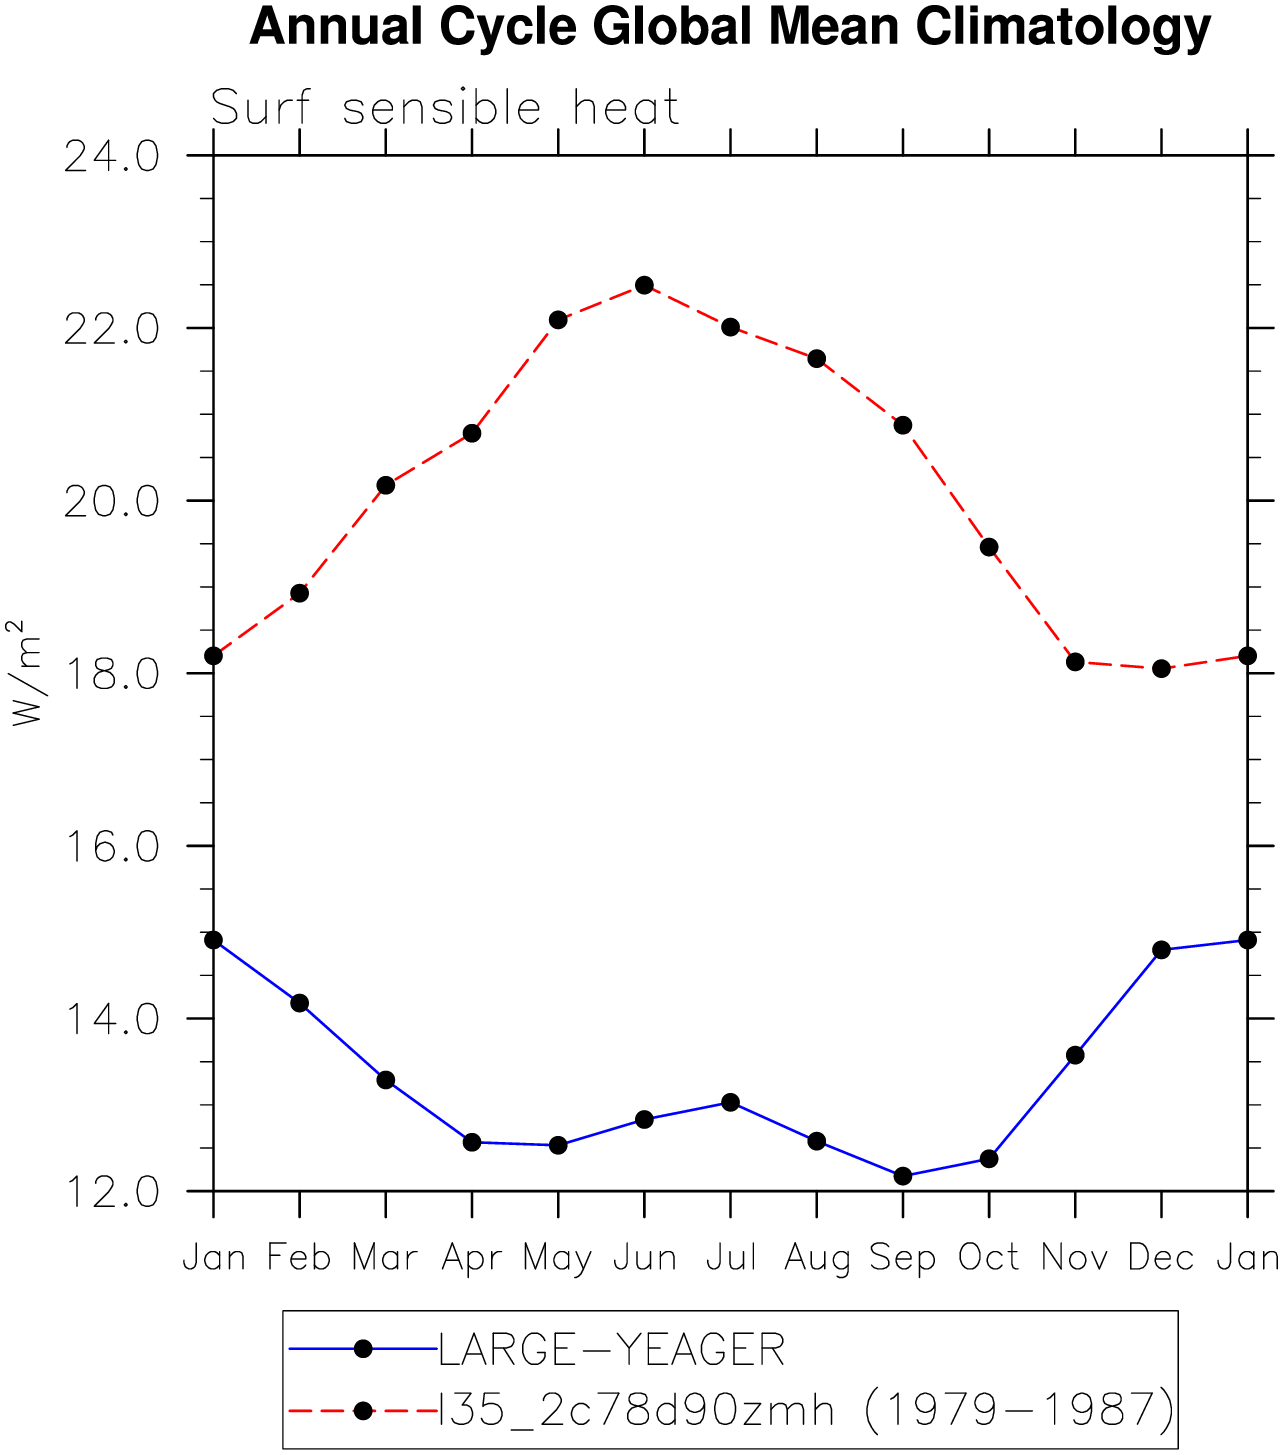 Annual Cycle Global Mean Climatology
Surf sensible heat
24.0
22.0
20.0
18.0
16.0
14.0
12.0
W/m²
Jan Feb Mar Apr May Jun Jul Aug Sep Oct Nov Dec Jan
LARGE-YEAGER
I35_2c78d90zmh (1979-1987)